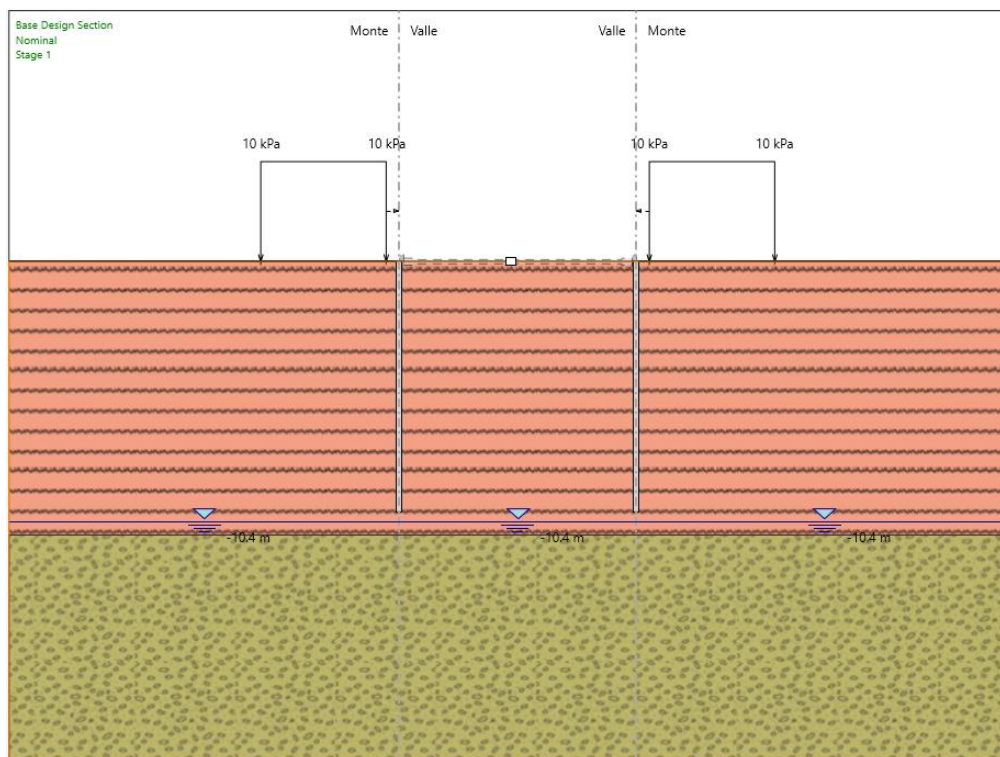 Base Design Section
Nominal
Stage 1
Monte Valle Valle Monte
10 kPa 10 kPa 10 kPa 10 kPa
-10.4 m -10.4 m -10.4 m